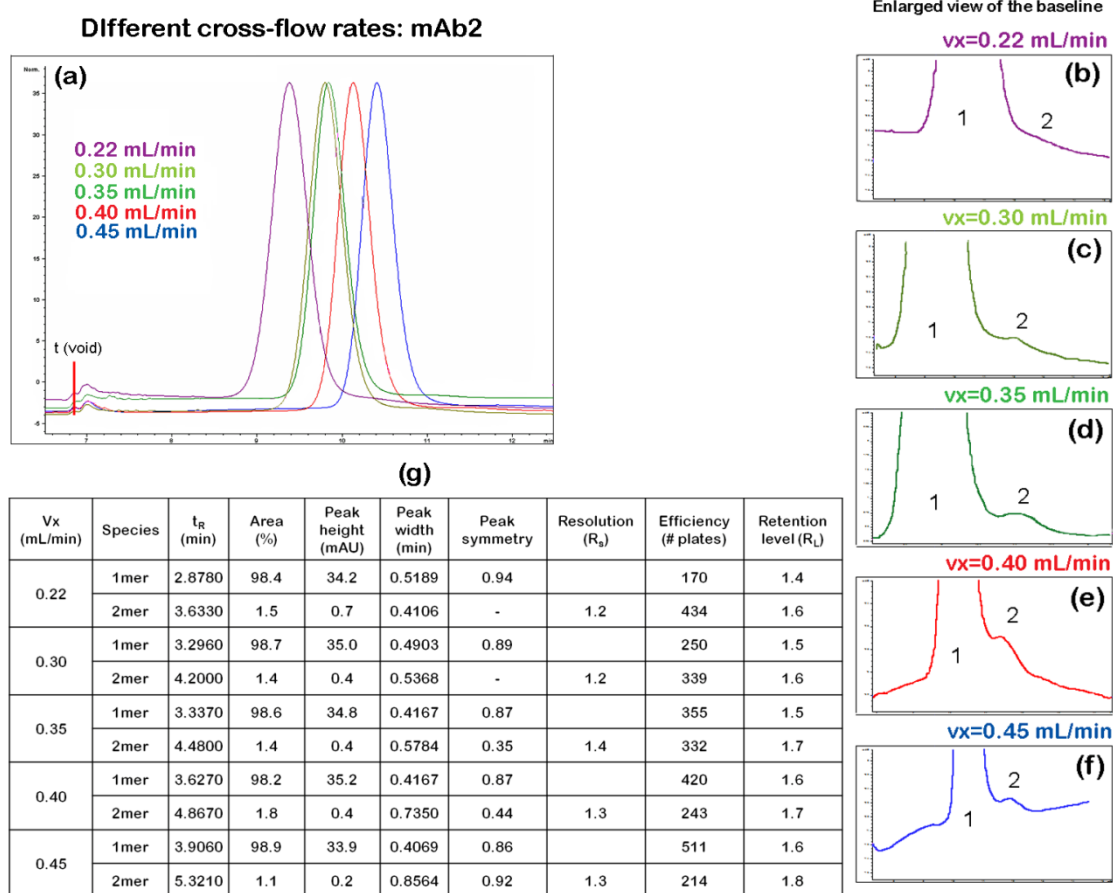 DIfferent cross-flow rates: mAb2
Norm.
(a)
35
30
25
20
15
10
5
0
-5
0.22 mL/min
0.30 mL/min
0.35 mL/min
0.40 mL/min
0.45 mL/min
t (void)
7 8 9 10 11 12 min
Enlarged view of the baseline
vx=0.22 mL/min
(b)
1
2
vx=0.30 mL/min
(c)
1
2
vx=0.35 mL/min
(d)
1
2
vx=0.40 mL/min
(e)
1
2
vx=0.45 mL/min
(f)
1
2
(g)
Vx (mL/min) Species tR (min) Area (%) Peak height (mAU) Peak width (min) Peak symmetry Resolution (Rs) Efficiency (# plates) Retention level (RL)
0.22 1mer 2.8780 98.4 34.2 0.5189 0.94 170 1.4
2mer 3.6330 1.5 0.7 0.4106 - 1.2 434 1.6
0.30 1mer 3.2960 98.7 35.0 0.4903 0.89 250 1.5
2mer 4.2000 1.4 0.4 0.5368 - 1.2 339 1.6
0.35 1mer 3.3370 98.6 34.8 0.4167 0.87 355 1.5
2mer 4.4800 1.4 0.4 0.5784 0.35 1.4 332 1.7
0.40 1mer 3.6270 98.2 35.2 0.4167 0.87 420 1.6
2mer 4.8670 1.8 0.4 0.7350 0.44 1.3 243 1.7
0.45 1mer 3.9060 98.9 33.9 0.4069 0.86 511 1.6
2mer 5.3210 1.1 0.2 0.8564 0.92 1.3 214 1.8